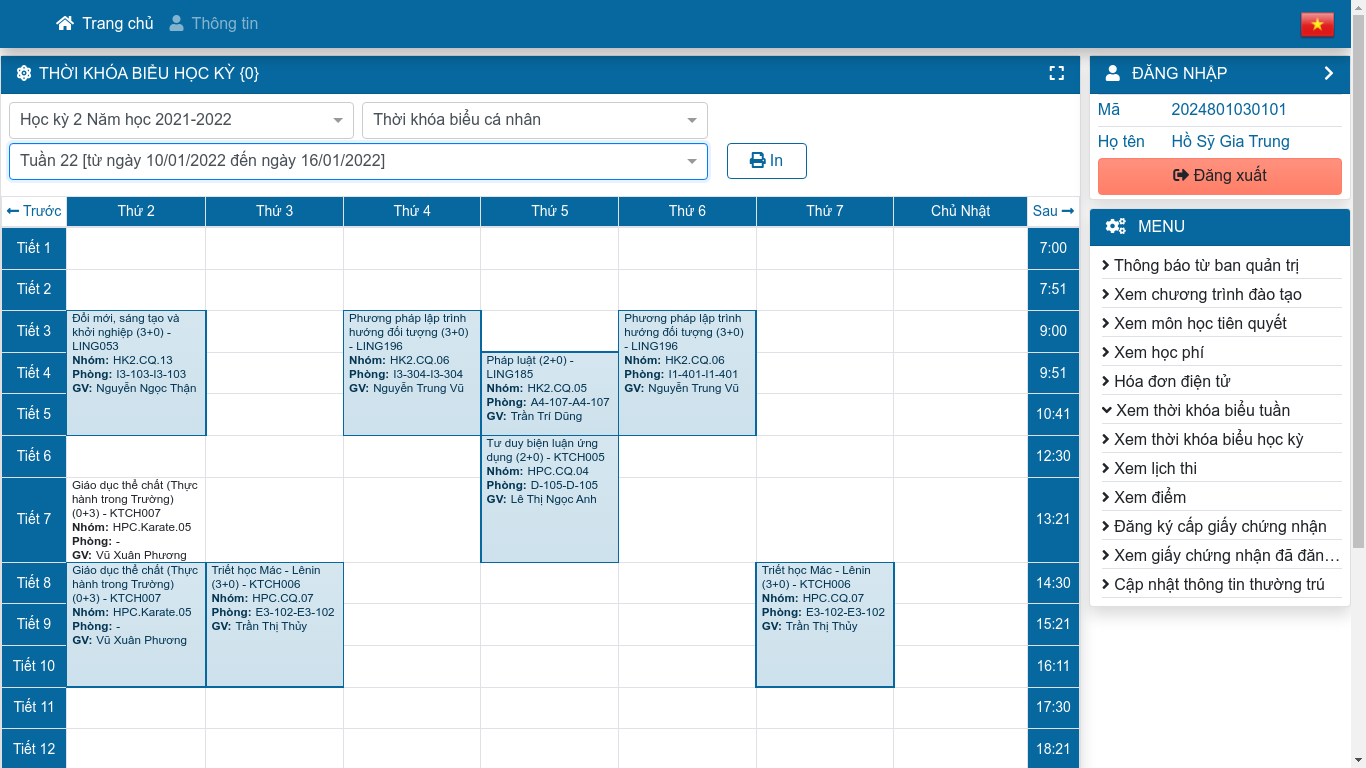 Trang chủ Thông tin
THỜI KHÓA BIỂU HỌC KỲ {0}
Học kỳ 2 Năm học 2021-2022
Thời khóa biểu cá nhân
Tuần 22 [từ ngày 10/01/2022 đến ngày 16/01/2022]
In
Trước Thứ 2 Thứ 3 Thứ 4 Thứ 5 Thứ 6 Thứ 7 Chủ Nhật Sau
Tiết 1 7:00
Tiết 2 7:51
Tiết 3 9:00
Tiết 4 9:51
Tiết 5 10:41
Tiết 6 12:30
Tiết 7 13:21
Tiết 8 14:30
Tiết 9 15:21
Tiết 10 16:11
Tiết 11 17:30
Tiết 12 18:21
Đổi mới, sáng tạo và
khởi nghiệp (3+0) -
LING053
Nhóm: HK2.CQ.13
Phòng: I3-103-I3-103
GV: Nguyễn Ngọc Thận
Giáo dục thể chất (Thực
hành trong Trường)
(0+3) - KTCH007
Nhóm: HPC.Karate.05
Phòng: -
GV: Vũ Xuân Phương
Giáo dục thể chất (Thực
hành trong Trường)
(0+3) - KTCH007
Nhóm: HPC.Karate.05
Phòng: -
GV: Vũ Xuân Phương
Triết học Mác - Lênin
(3+0) - KTCH006
Nhóm: HPC.CQ.07
Phòng: E3-102-E3-102
GV: Trần Thị Thủy
Phương pháp lập trình
hướng đối tượng (3+0)
- LING196
Nhóm: HK2.CQ.06
Phòng: I3-304-I3-304
GV: Nguyễn Trung Vũ
Pháp luật (2+0) -
LING185
Nhóm: HK2.CQ.05
Phòng: A4-107-A4-107
GV: Trần Trí Dũng
Tư duy biện luận ứng
dụng (2+0) - KTCH005
Nhóm: HPC.CQ.04
Phòng: D-105-D-105
GV: Lê Thị Ngọc Anh
Phương pháp lập trình
hướng đối tượng (3+0)
- LING196
Nhóm: HK2.CQ.06
Phòng: I1-401-I1-401
GV: Nguyễn Trung Vũ
Triết học Mác - Lênin
(3+0) - KTCH006
Nhóm: HPC.CQ.07
Phòng: E3-102-E3-102
GV: Trần Thị Thủy
ĐĂNG NHẬP
Mã 2024801030101
Họ tên Hồ Sỹ Gia Trung
Đăng xuất
MENU
Thông báo từ ban quản trị
Xem chương trình đào tạo
Xem môn học tiên quyết
Xem học phí
Hóa đơn điện tử
Xem thời khóa biểu tuần
Xem thời khóa biểu học kỳ
Xem lịch thi
Xem điểm
Đăng ký cấp giấy chứng nhận
Xem giấy chứng nhận đã đăn...
Cập nhật thông tin thường trú